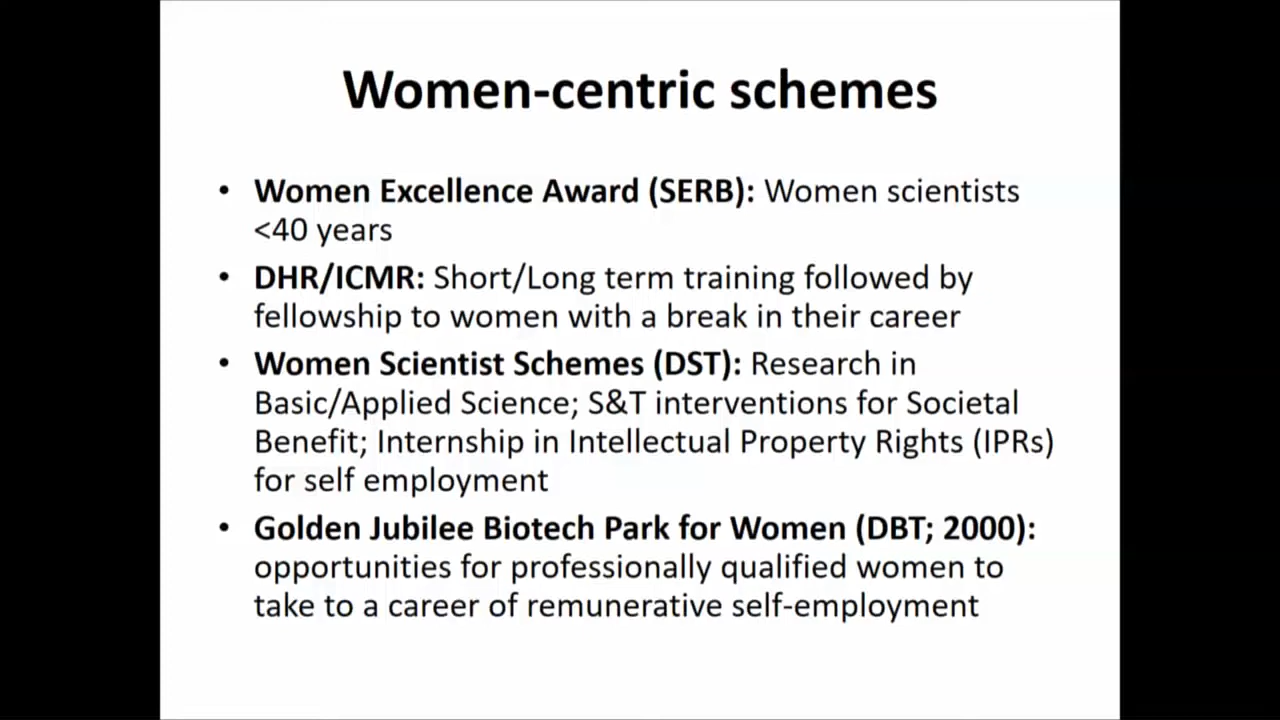 Women-centric schemes
• Women Excellence Award (SERB): Women scientists
<40 years
• DHR/ICMR: Short/Long term training followed by
fellowship to women with a break in their career
• Women Scientist Schemes (DST): Research in
Basic/Applied Science; S&T interventions for Societal
Benefit; Internship in Intellectual Property Rights (IPRs)
for self employment
• Golden Jubilee Biotech Park for Women (DBT; 2000):
opportunities for professionally qualified women to
take to a career of remunerative self-employment